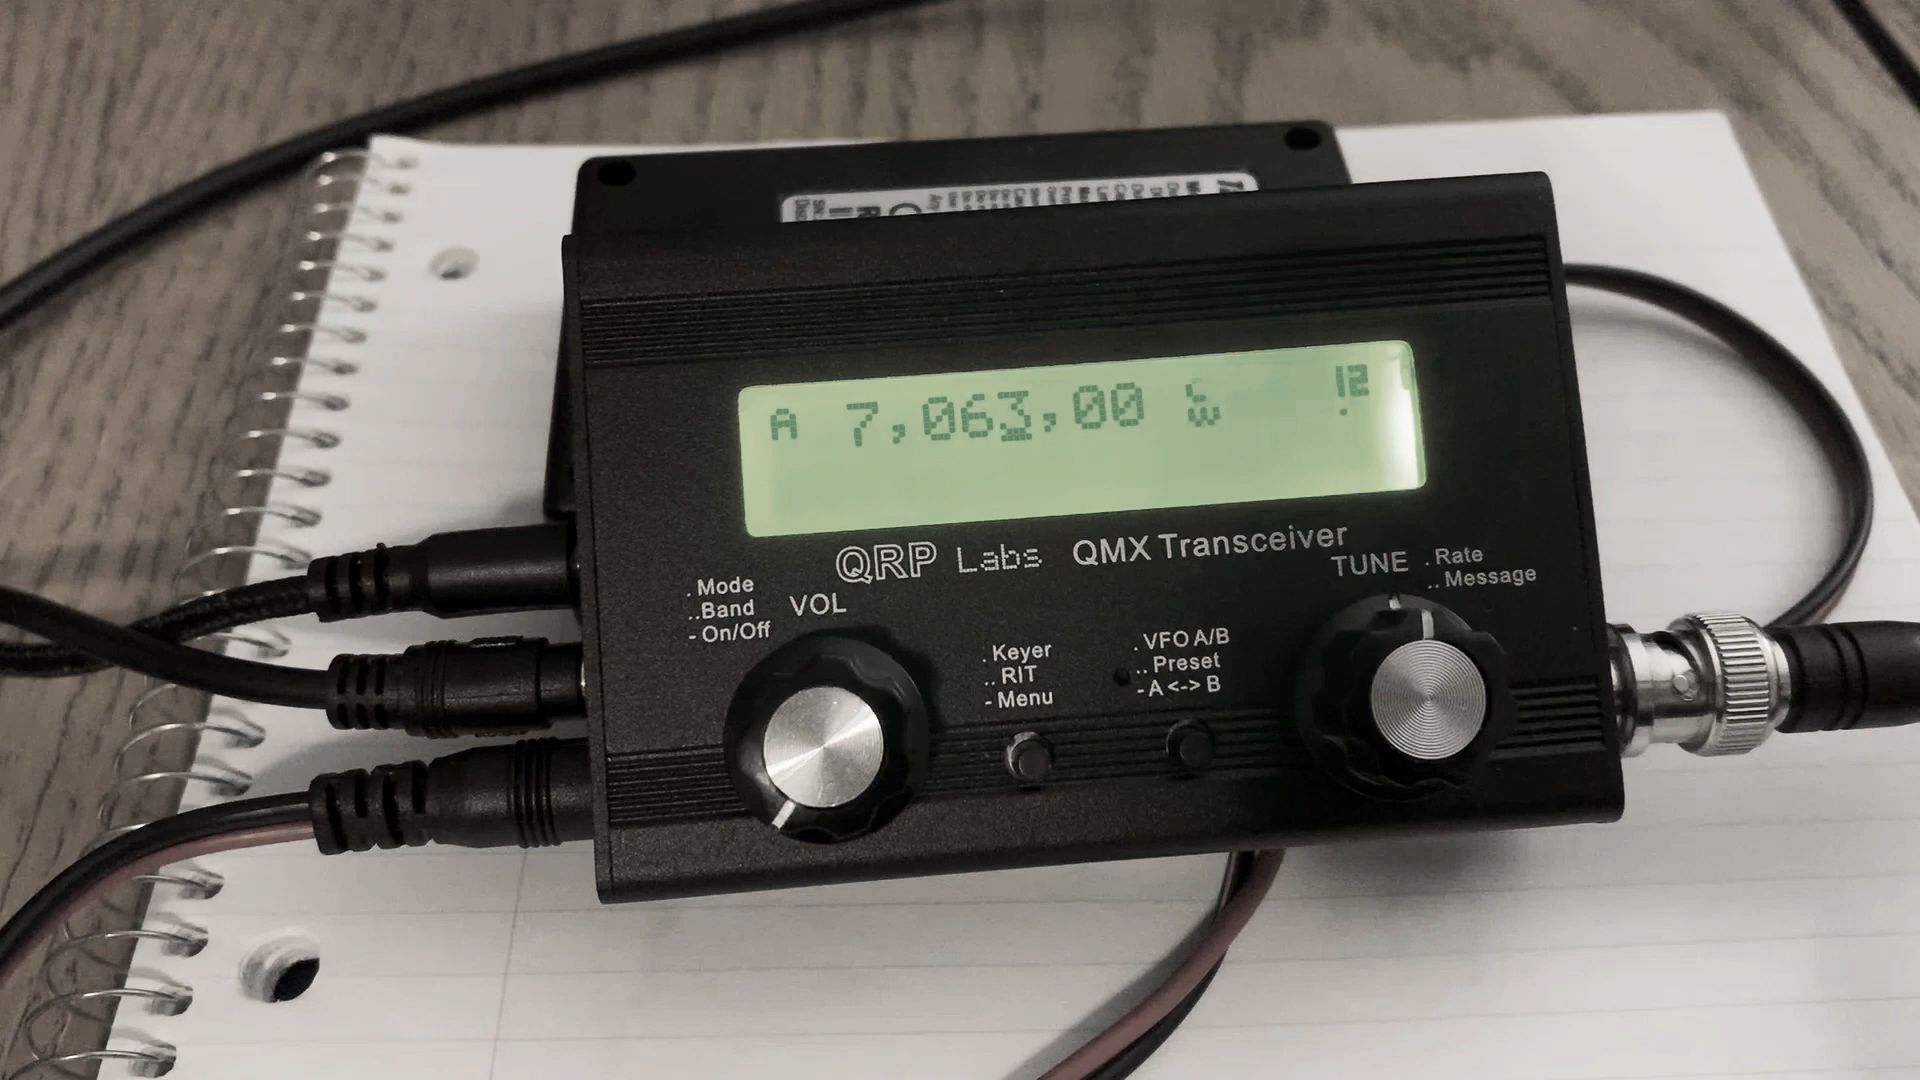 A 7,063,00 12
QRP Labs QMX Transceiver
. Mode
.. Band
- On/Off
VOL
. Keyer
.. RIT
- Menu
. VFO A/B
.. Preset
- A <-> B
TUNE
. Rate
.. Message